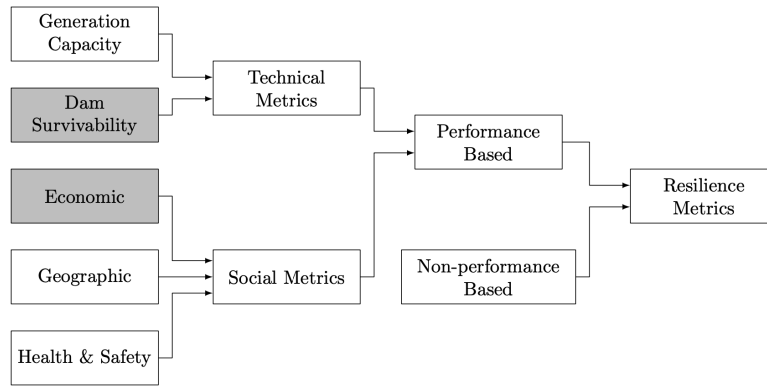 Generation
Capacity
Dam
Survivability
Economic
Geographic
Health & Safety
Technical
Metrics
Social Metrics
Performance
Based
Non-performance
Based
Resilience
Metrics